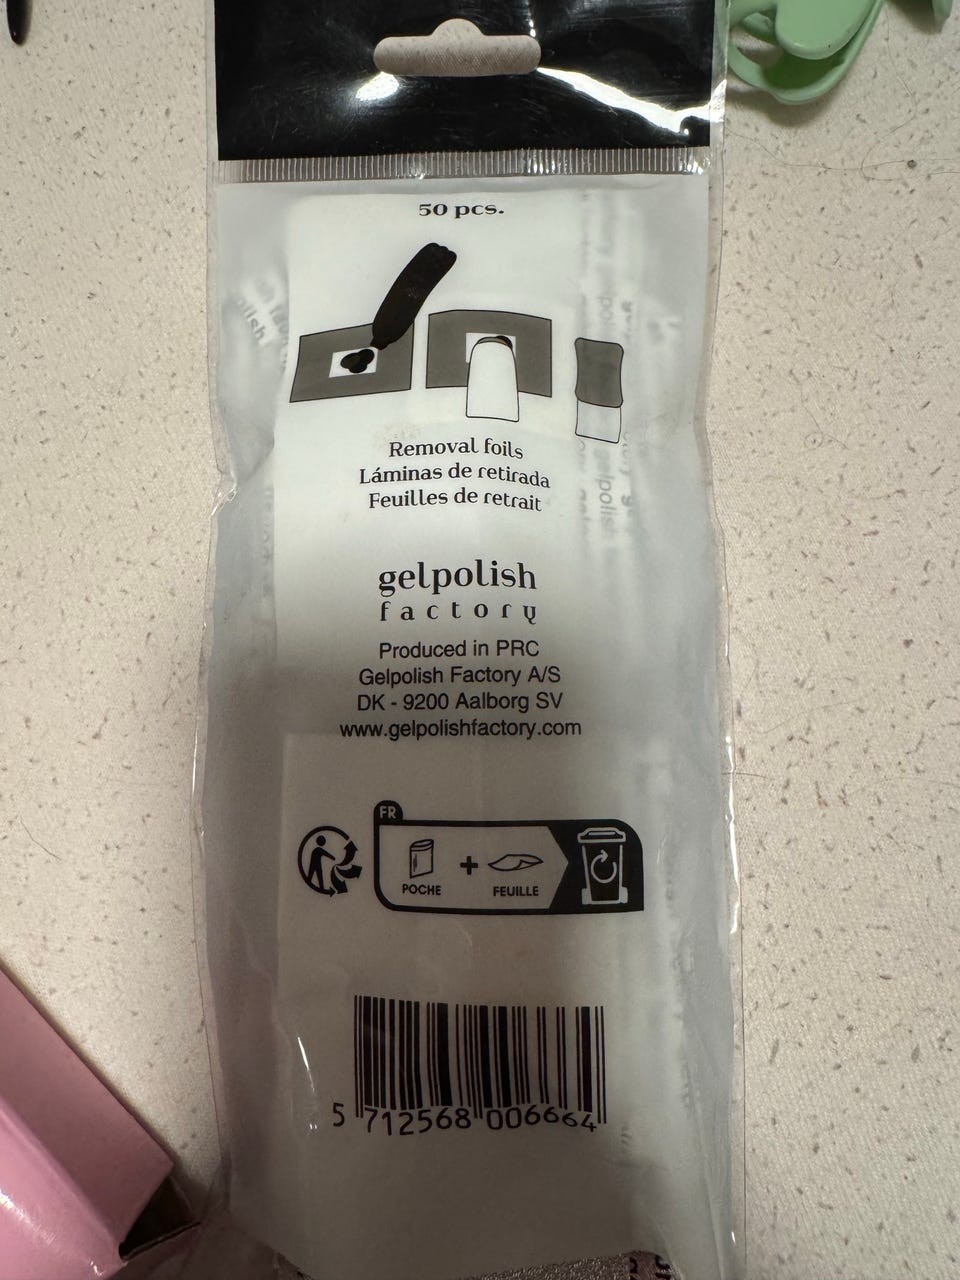 50 pcs.
Removal foils
Láminas de retirada
Feuilles de retrait
gelpolish
factory
Produced in PRC
Gelpolish Factory A/S
DK - 9200 Aalborg SV
www.gelpolishfactory.com
FR
POCHE + FEUILLE
5 712568 006664